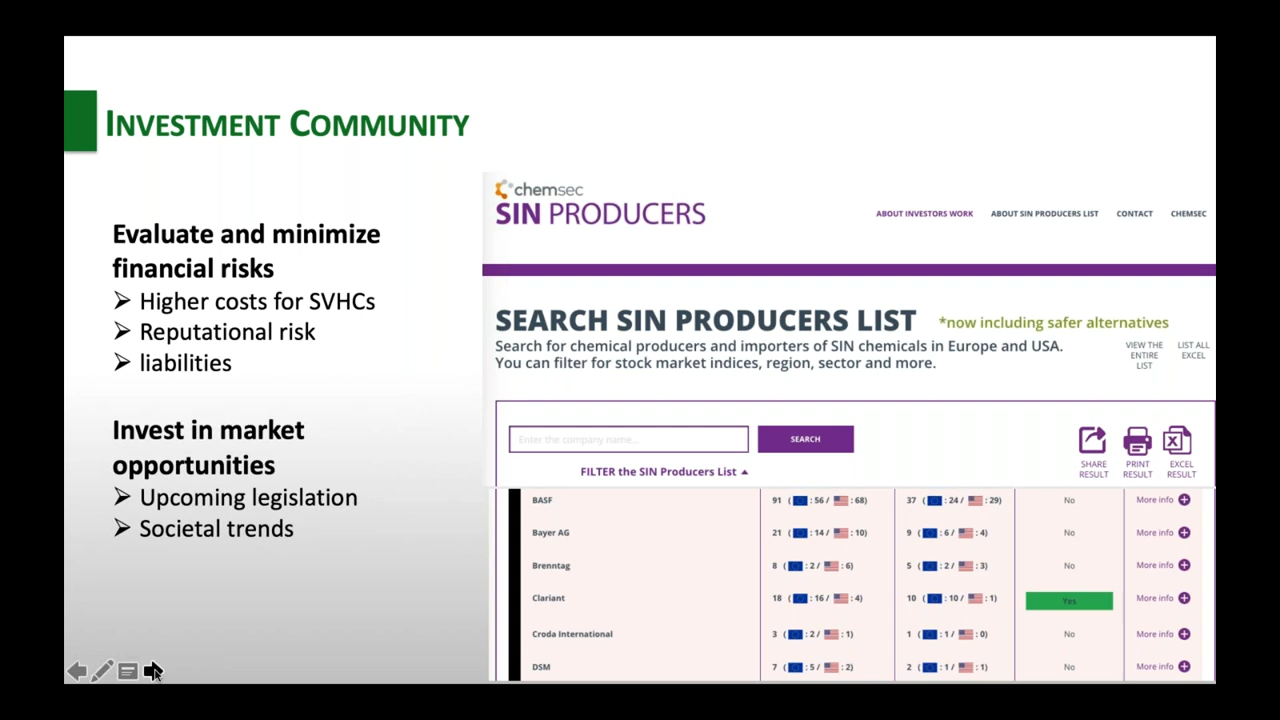 INVESTMENT COMMUNITY
Evaluate and minimize
financial risks
➢ Higher costs for SVHCs
➢ Reputational risk
➢ liabilities
Invest in market
opportunities
➢ Upcoming legislation
➢ Societal trends
chemsec
SIN PRODUCERS
ABOUT INVESTORS WORK ABOUT SIN PRODUCERS LIST CONTACT CHEMSEC
SEARCH SIN PRODUCERS LIST *now including safer alternatives
Search for chemical producers and importers of SIN chemicals in Europe and USA.
You can filter for stock market indices, region, sector and more.
VIEW THE
ENTIRE
LIST
LIST ALL
EXCEL
Enter the company name...
SEARCH
FILTER the SIN Producers List
SHARE
RESULT
PRINT
RESULT
EXCEL
RESULT
BASF 91 ( : 56 / : 68) 37 ( : 24 / : 29) No More info
Bayer AG 21 ( : 14 / : 10) 9 ( : 6 / : 4) No More info
Brenntag 8 ( : 2 / : 6) 5 ( : 2 / : 3) No More info
Clariant 18 ( : 16 / : 4) 10 ( : 10 / : 1) Yes More info
Croda International 3 ( : 2 / : 1) 1 ( : 1 / : 0) No More info
DSM 7 ( : 5 / : 2) 2 ( : 1 / : 1) No More info